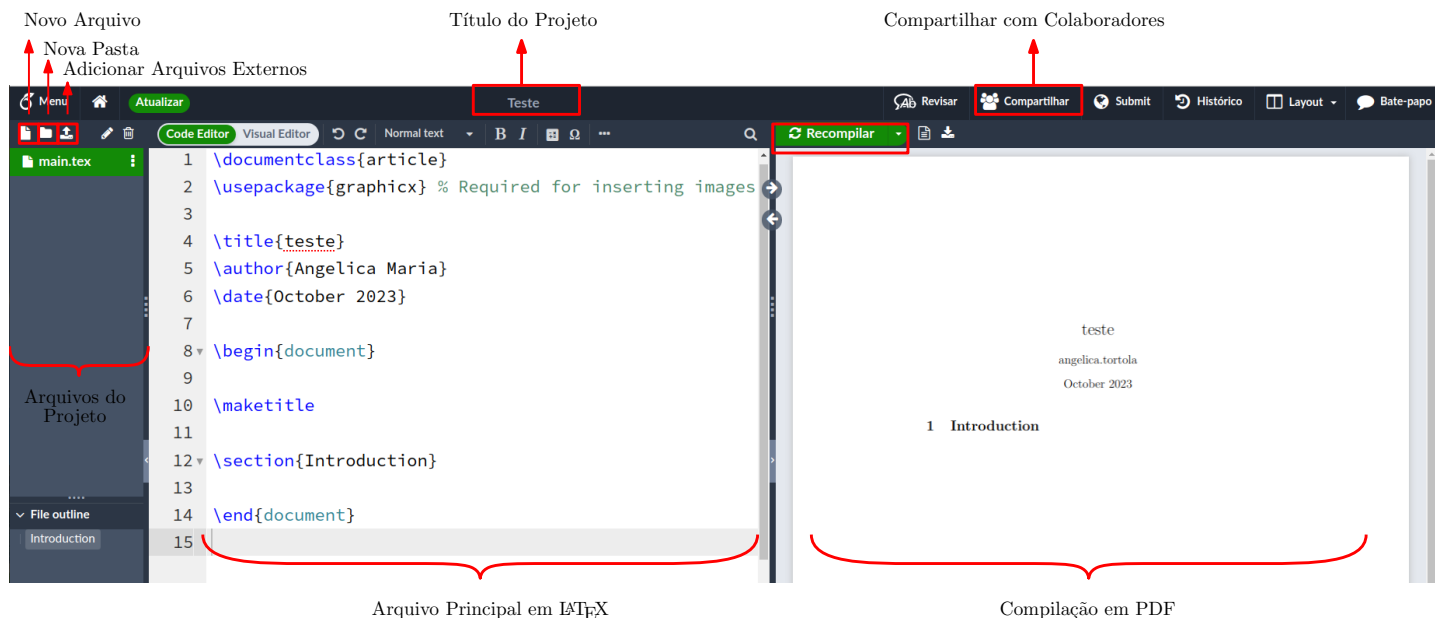 Novo Arquivo
Título do Projeto
Compartilhar com Colaboradores
Nova Pasta
Adicionar Arquivos Externos
Menu
Atualizar
Teste
Revisar
Compartilhar
Submit
Histórico
Layout
Bate-papo
Code Editor
Visual Editor
Normal text
B I Ω
Recompilar
main.tex
1 \documentclass{article}
2 \usepackage{graphicx} % Required for inserting images
3
4 \title{teste}
5 \author{Angelica Maria}
6 \date{October 2023}
7
8 \begin{document}
9
10 \maketitle
11
12 \section{Introduction}
13
14 \end{document}
15
Arquivos do
Projeto
File outline
Introduction
teste
angelica.tortola
October 2023
1 Introduction
Arquivo Principal em LATEX
Compilação em PDF